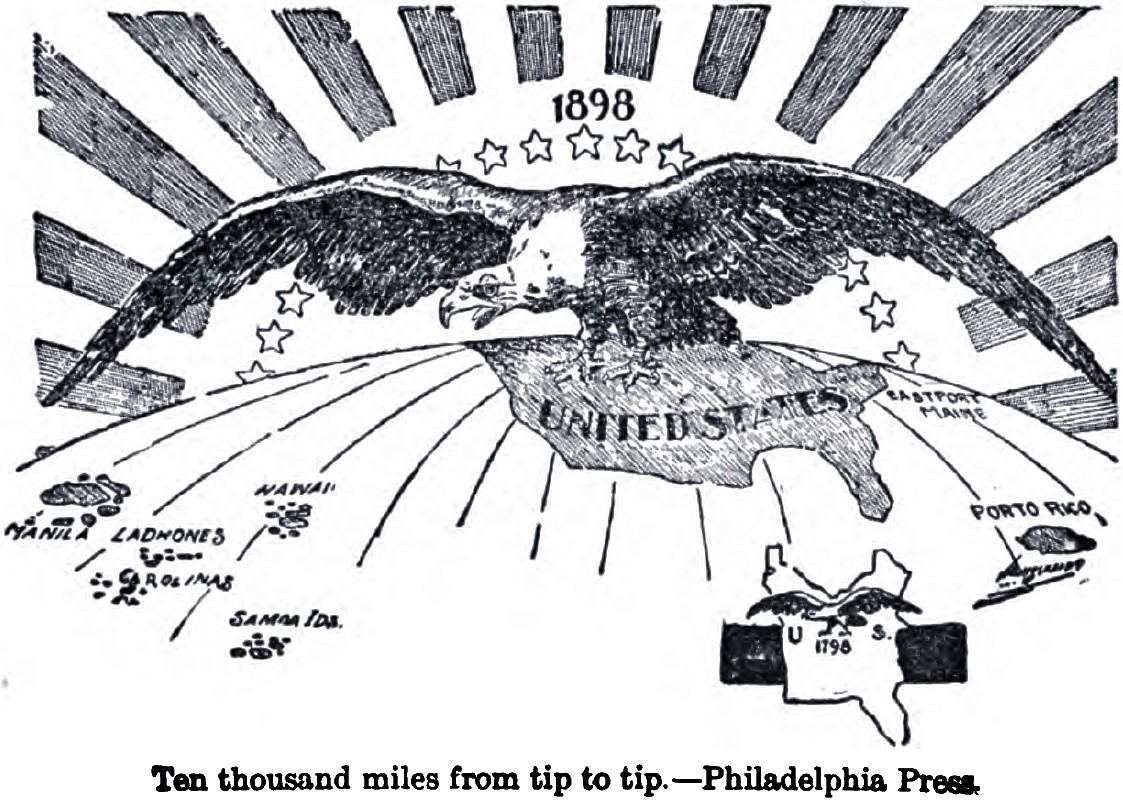 1898
UNITED STATES
EASTPORT
MAINE
HAWAII
MANILA
LADRONES
CAROLINAS
SAMOA IDS.
PORTO RICO,
U S.
1798
Ten thousand miles from tip to tip.—Philadelphia Press.